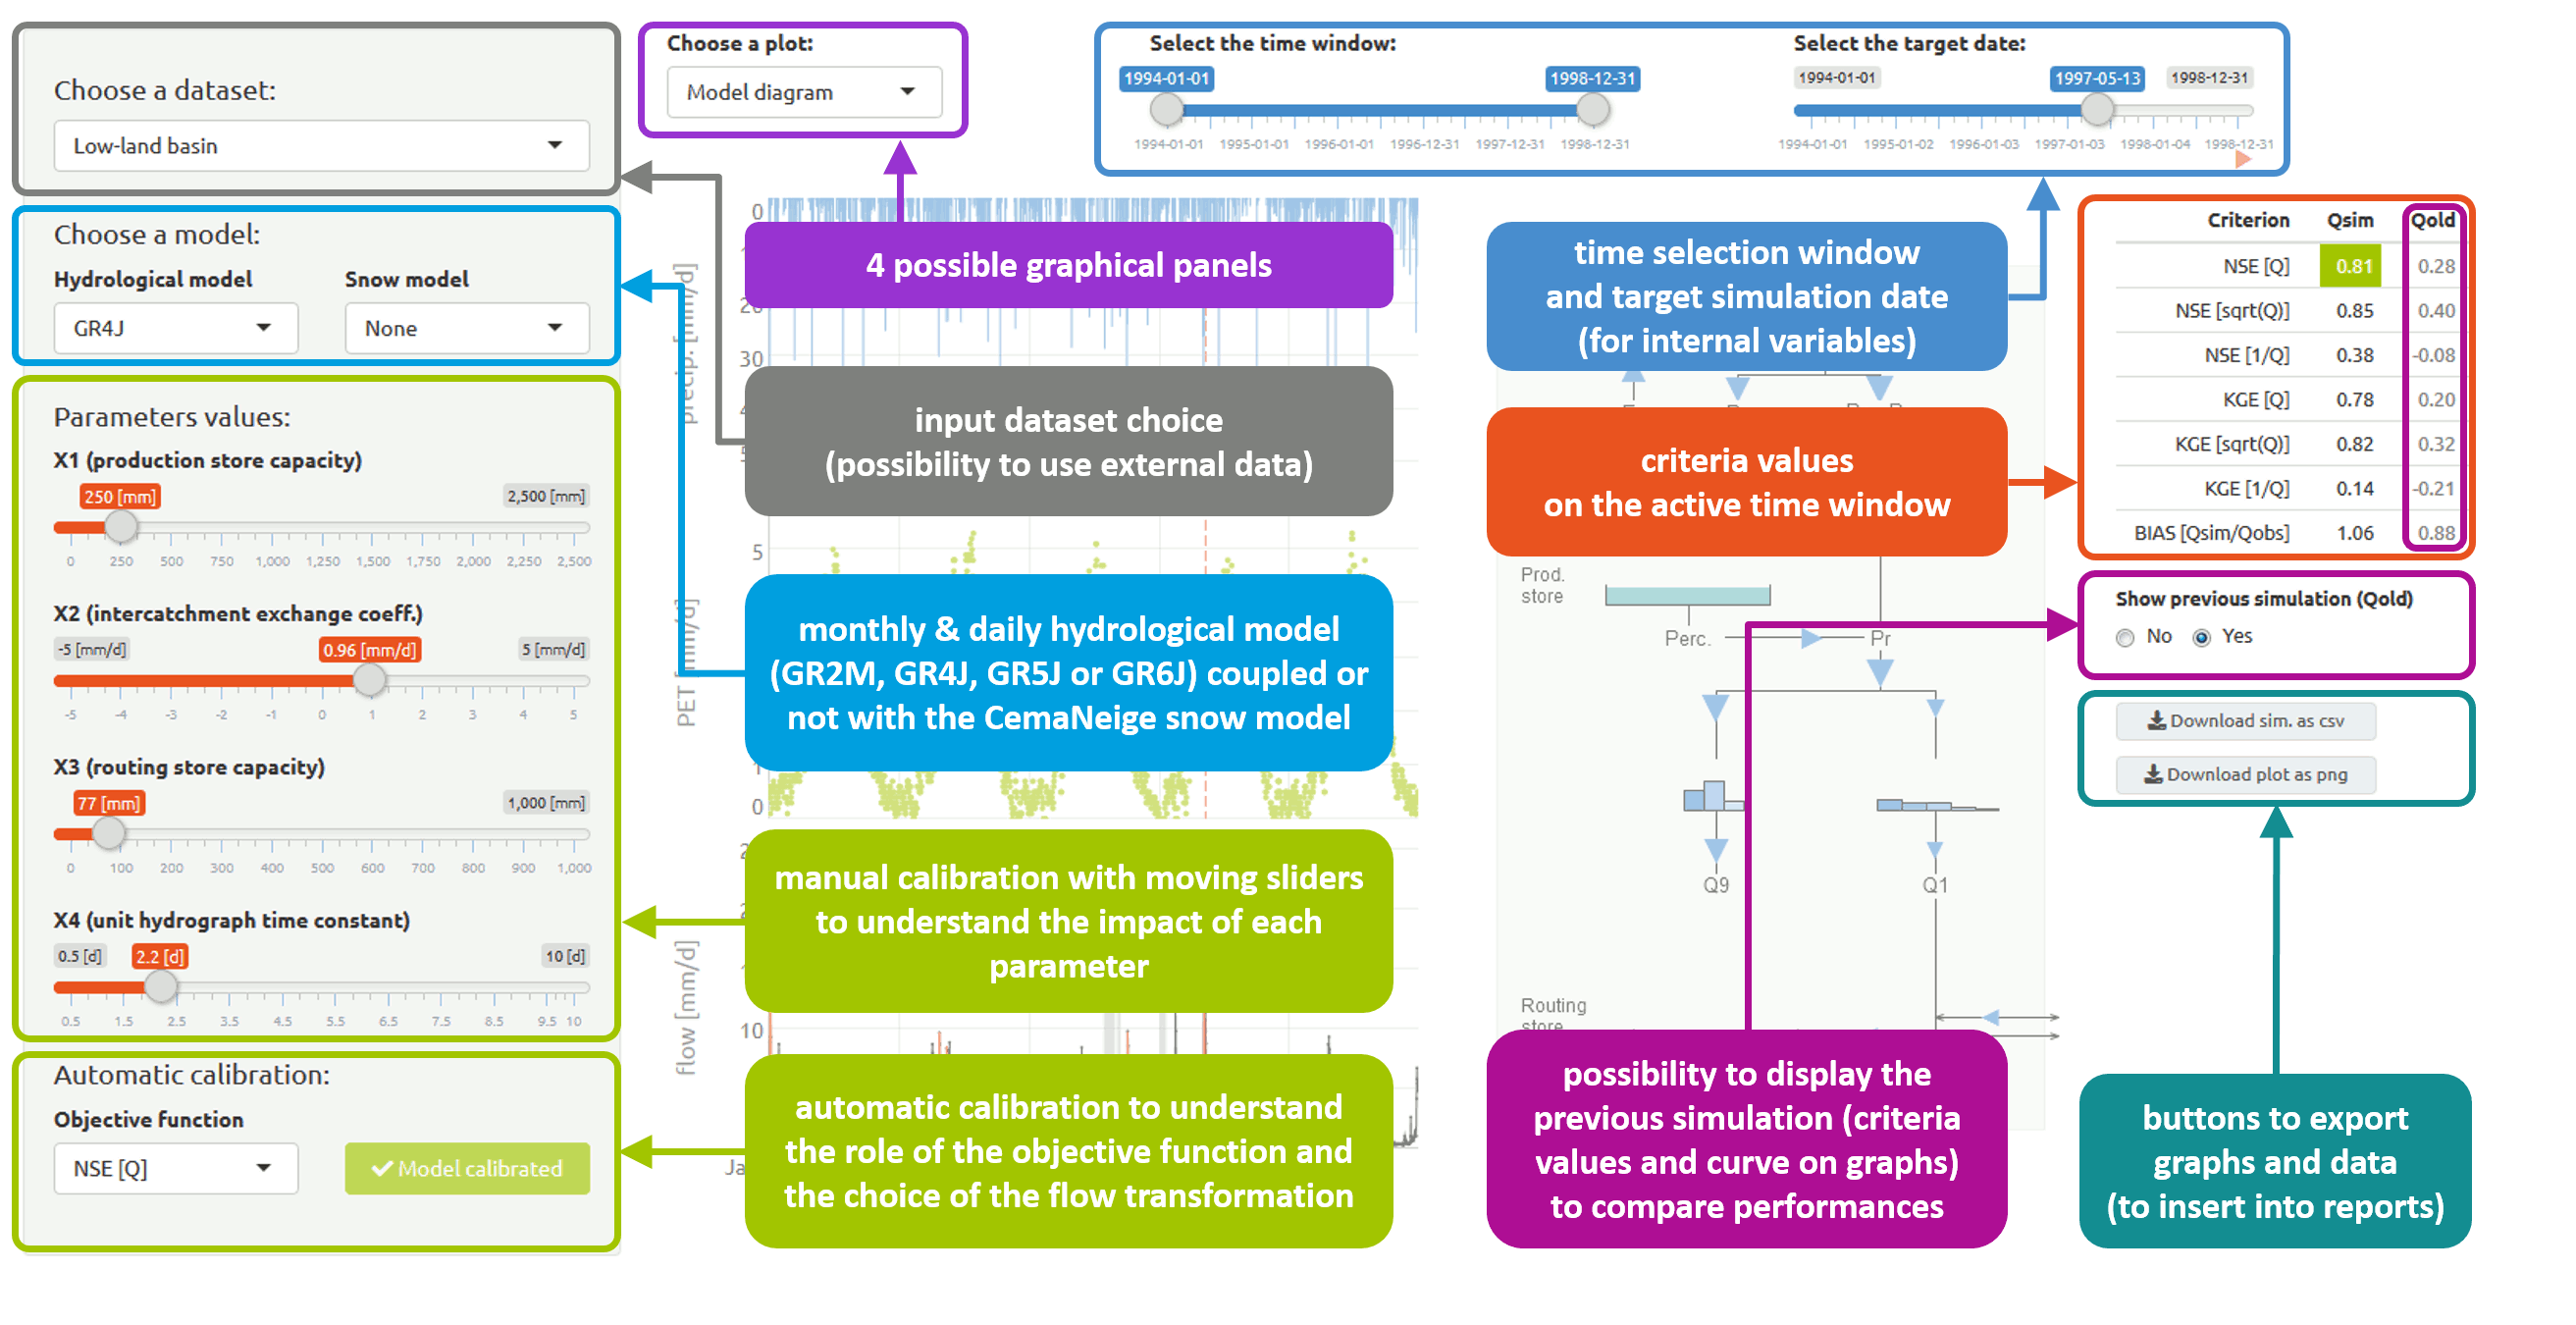 Choose a dataset:
Low-land basin
Choose a model:
Hydrological model
Snow model
GR4J
None
Parameters values:
X1 (production store capacity)
250 [mm]
2,500 [mm]
0 250 500 750 1,000 1,250 1,500 1,750 2,000 2,250 2,500
X2 (intercatchment exchange coeff.)
-5 [mm/d]
0.96 [mm/d]
5 [mm/d]
-5 -4 -3 -2 -1 0 1 2 3 4 5
X3 (routing store capacity)
77 [mm]
1,000 [mm]
0 100 200 300 400 500 600 700 800 900 1,000
X4 (unit hydrograph time constant)
0.5 [d]
2.2 [d]
10 [d]
0.5 1.5 2.5 3.5 4.5 5.5 6.5 7.5 8.5 9.5 10
Automatic calibration:
Objective function
NSE [Q]
Model calibrated
Choose a plot:
Model diagram
4 possible graphical panels
input dataset choice
(possibility to use external data)
monthly & daily hydrological model
(GR2M, GR4J, GR5J or GR6J) coupled or
not with the CemaNeige snow model
manual calibration with moving sliders
to understand the impact of each
parameter
automatic calibration to understand
the role of the objective function and
the choice of the flow transformation
precip. [mm/d]
0
30
PET [mm/d]
5
0
flow [mm/d]
10
Ja
Select the time window:
1994-01-01
1998-12-31
1994-01-01 1995-01-01 1996-01-01 1996-12-31 1997-12-31 1998-12-31
Select the target date:
1994-01-01
1997-05-13
1998-12-31
1994-01-01 1995-01-02 1996-01-03 1997-01-03 1998-01-04 1998-12-31
time selection window
and target simulation date
(for internal variables)
criteria values
on the active time window
Prod.
store
Perc.
Pr
Q9
Q1
Routing
store
possibility to display the
previous simulation (criteria
values and curve on graphs)
to compare performances
Criterion Qsim Qold
NSE [Q] 0.81 0.28
NSE [sqrt(Q)] 0.85 0.40
NSE [1/Q] 0.38 -0.08
KGE [Q] 0.78 0.20
KGE [sqrt(Q)] 0.82 0.32
KGE [1/Q] 0.14 -0.21
BIAS [Qsim/Qobs] 1.06 0.88
Show previous simulation (Qold)
No Yes
Download sim. as csv
Download plot as png
buttons to export
graphs and data
(to insert into reports)